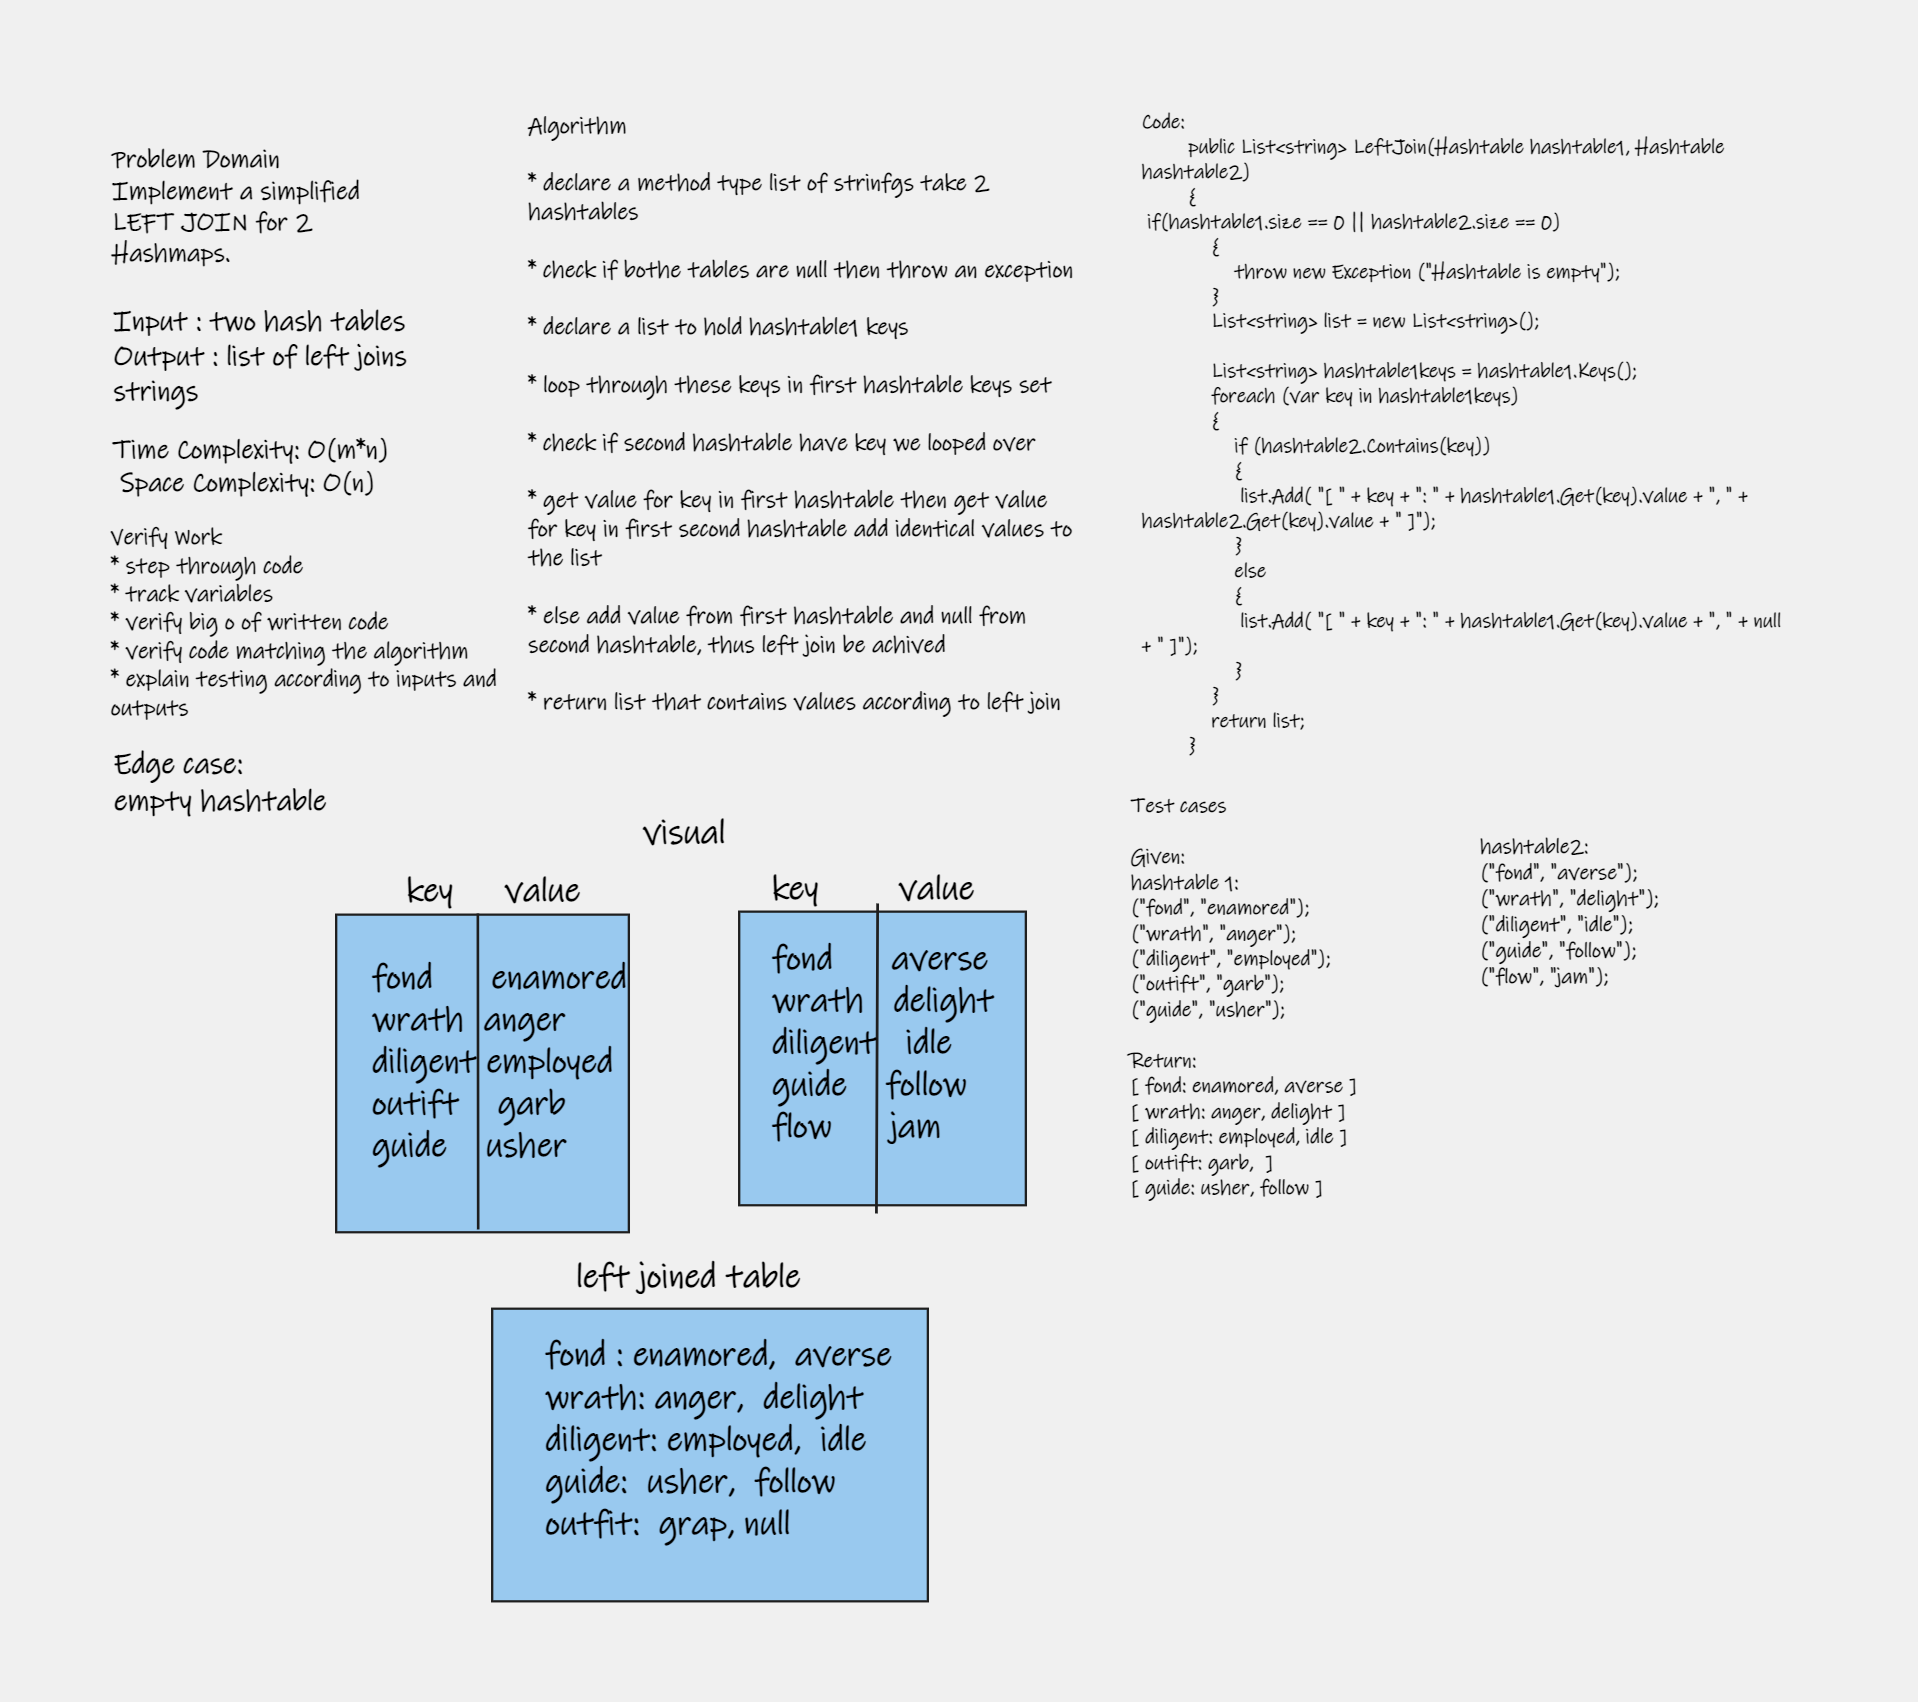 Problem Domain
Implement a simplified
LEFT JOIN for 2
Hashmaps.
Input : two hash tables
Output : list of left joins
strings
Time Complexity: O(m*n)
Space Complexity: O(n)
Verify Work
* step through code
* track variables
* verify big o of written code
* verify code matching the algorithm
* explain testing according to inputs and
outputs
Edge case:
empty hashtable
Algorithm
* declare a method type list of strinfgs take 2
hashtables
* check if bothe tables are null then throw an exception
* declare a list to hold hashtable1 keys
* loop through these keys in first hashtable keys set
* check if second hashtable have key we looped over
* get value for key in first hashtable then get value
for key in first second hashtable add identical values to
the list
* else add value from first hashtable and null from
second hashtable, thus left join be achived
* return list that contains values according to left join
Code:
public List<string> LeftJoin(Hashtable hashtable1, Hashtable
hashtable2)
{
if(hashtable1.size == 0 || hashtable2.size == 0)
{
throw new Exception ("Hashtable is empty");
}
List<string> list = new List<string>();
List<string> hashtable1keys = hashtable1.Keys();
foreach (var key in hashtable1keys)
{
if (hashtable2.Contains(key))
{
list.Add( "[ " + key + ": " + hashtable1.Get(key).value + ", " +
hashtable2.Get(key).value + " ]");
}
else
{
list.Add( "[ " + key + ": " + hashtable1.Get(key).value + ", " + null
+ " ]");
}
}
return list;
}
visual
key value
fond enamored
wrath anger
diligent employed
outift garb
guide usher
key value
fond averse
wrath delight
diligent idle
guide follow
flow jam
left joined table
fond : enamored, averse
wrath: anger, delight
diligent: employed, idle
guide: usher, follow
outfit: grap, null
Test cases
Given:
hashtable 1:
("fond", "enamored");
("wrath", "anger");
("diligent", "employed");
("outift", "garb");
("guide", "usher");
hashtable2:
("fond", "averse");
("wrath", "delight");
("diligent", "idle");
("guide", "follow");
("flow", "jam");
Return:
[ fond: enamored, averse ]
[ wrath: anger, delight ]
[ diligent: employed, idle ]
[ outift: garb, ]
[ guide: usher, follow ]